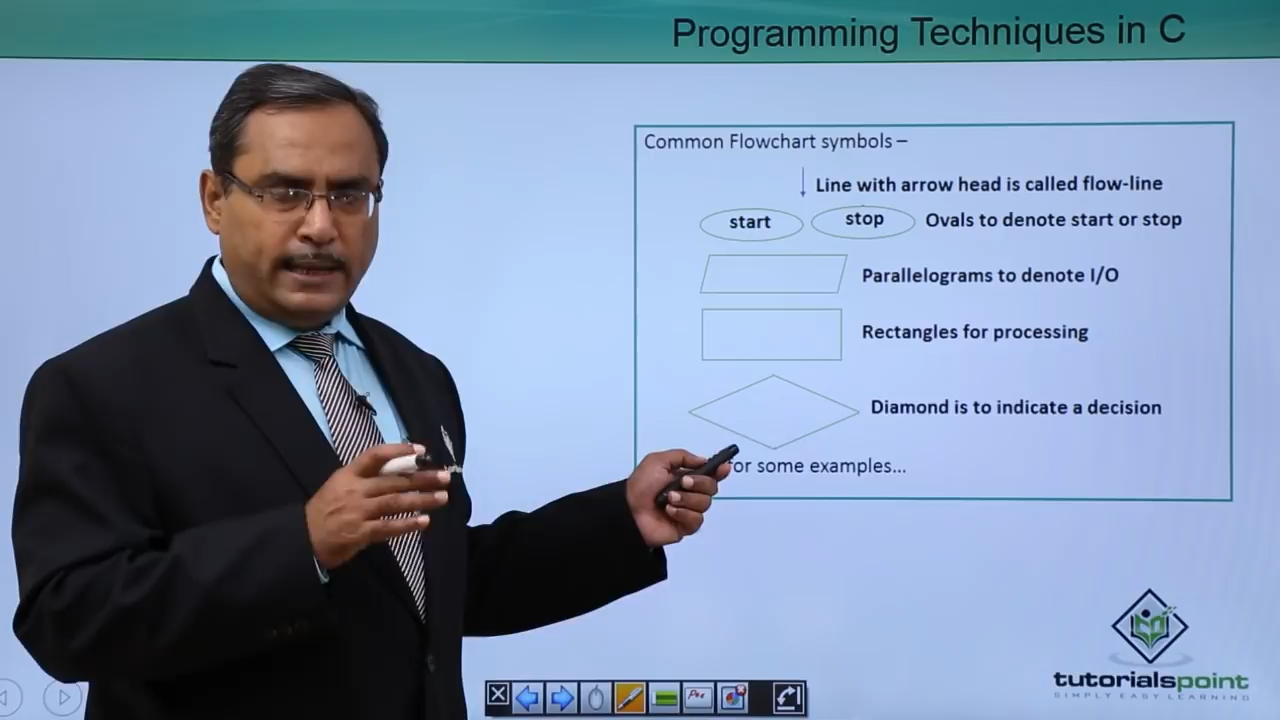 Programming Techniques in C
Common Flowchart symbols –
Line with arrow head is called flow-line
start stop Ovals to denote start or stop
Parallelograms to denote I/O
Rectangles for processing
Diamond is to indicate a decision
for some examples...
tutorialspoint
SIMPLY EASY LEARNING